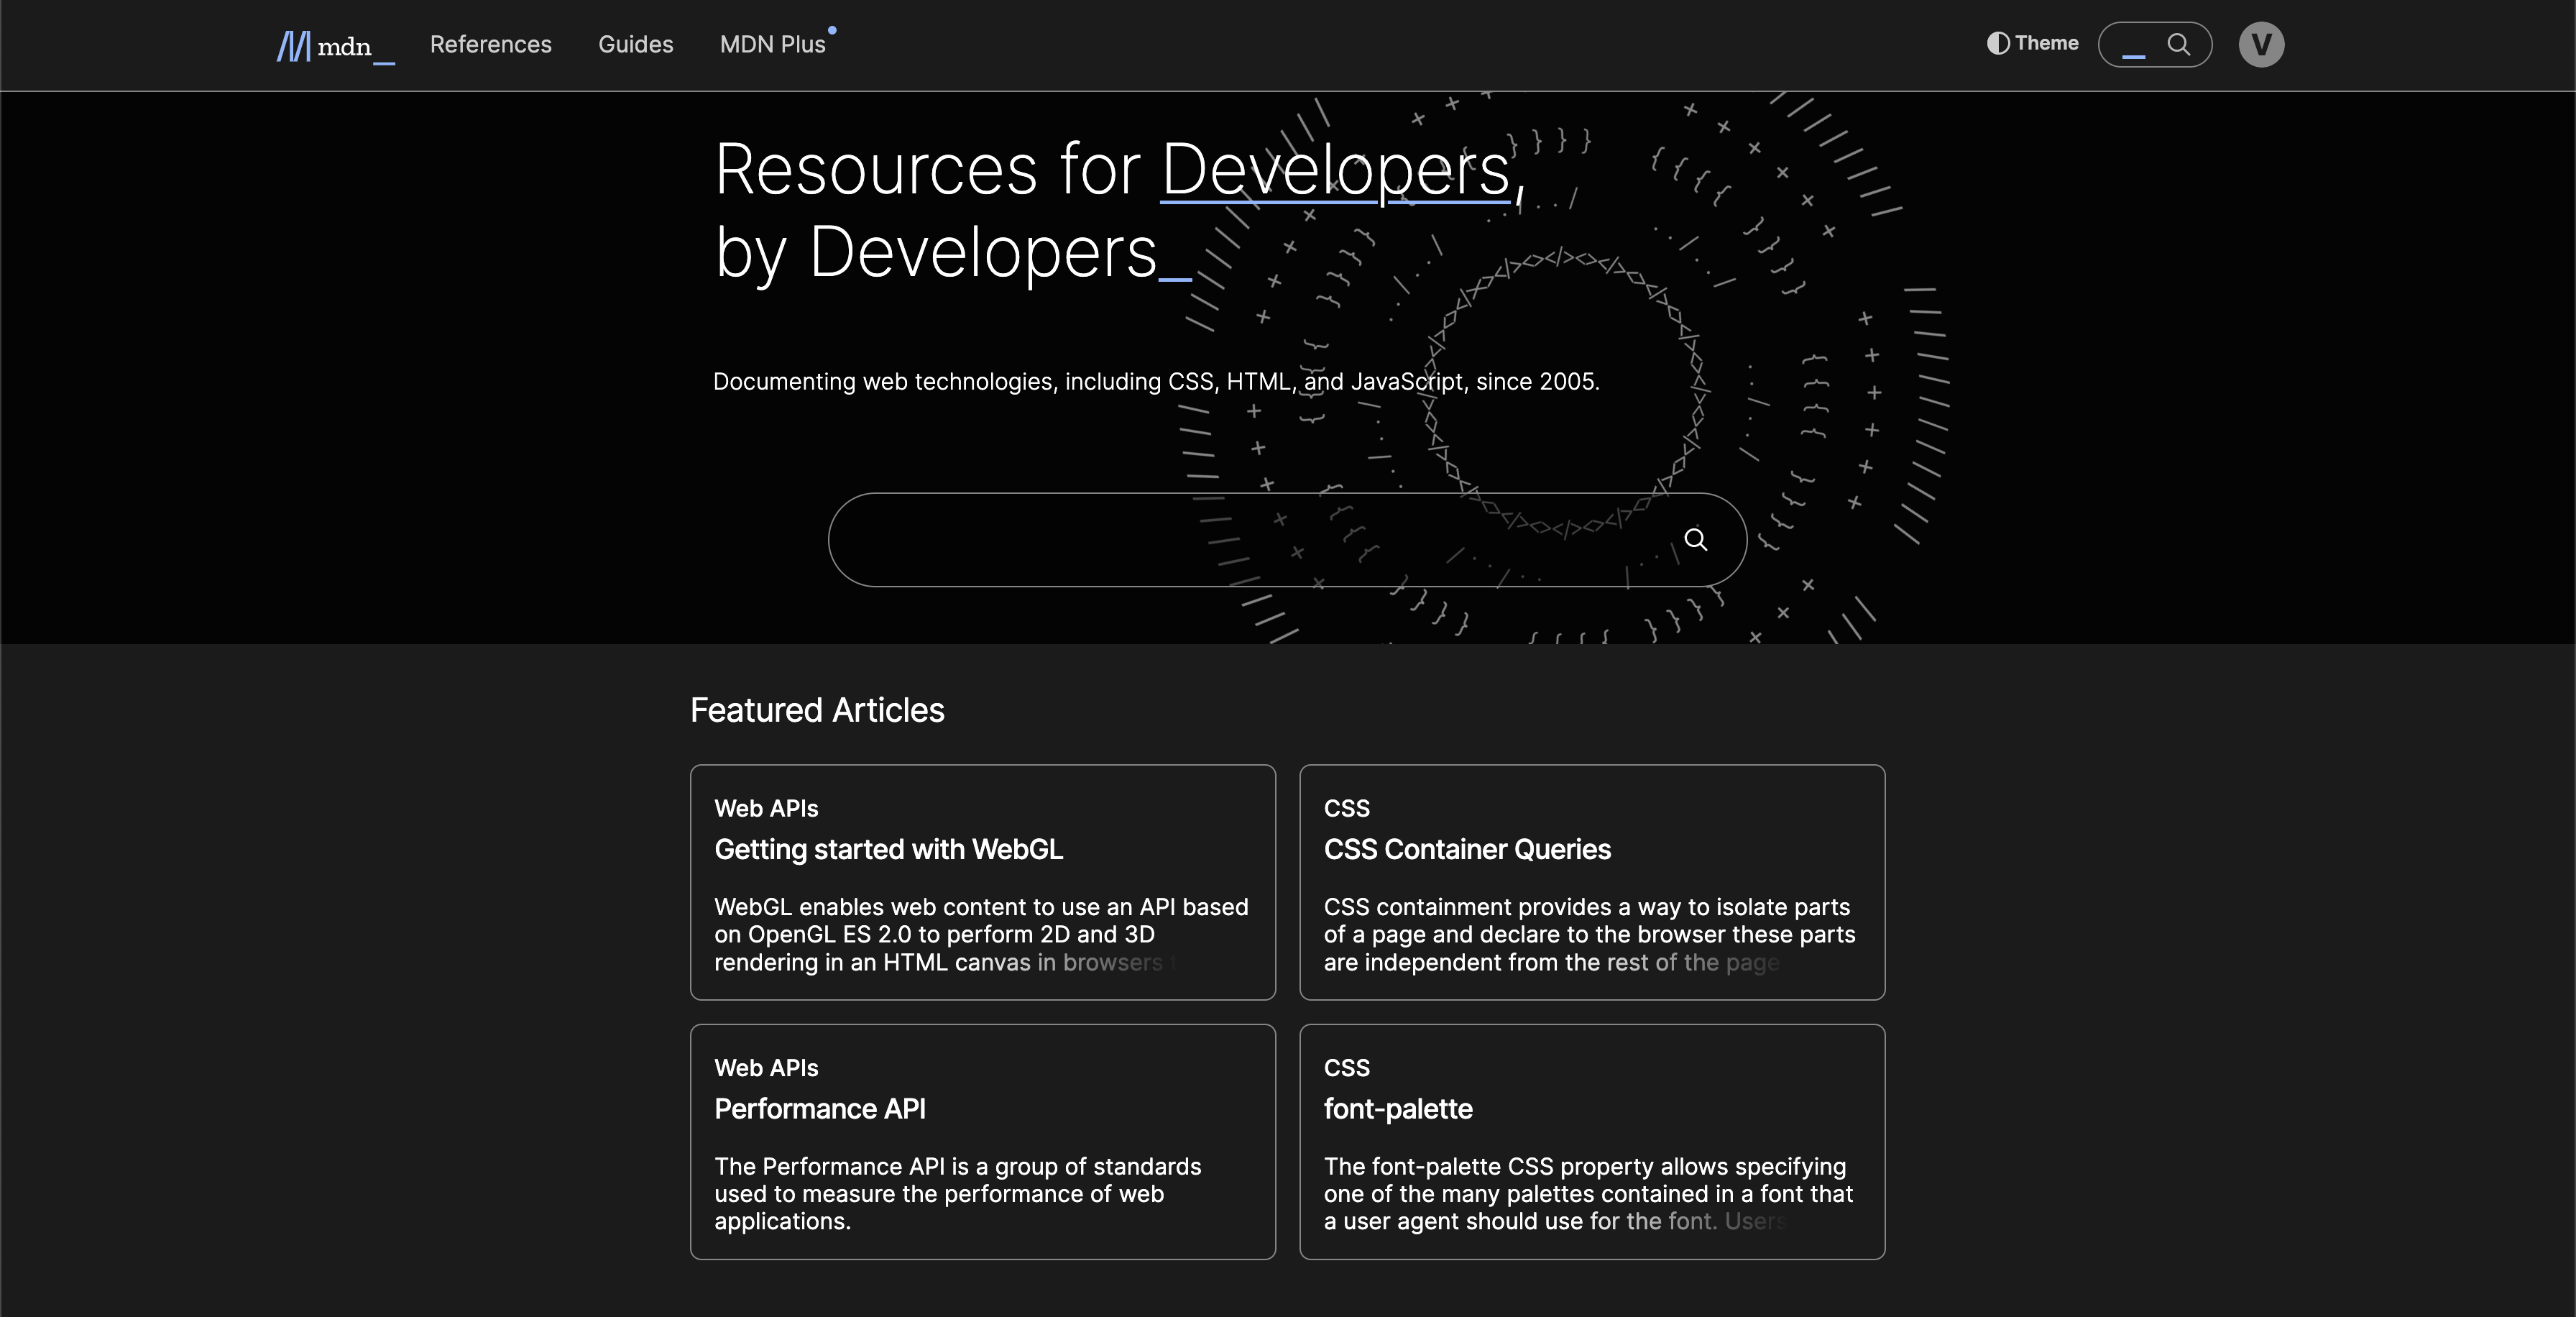 mdn_
References
Guides
MDN Plus
Theme
V
Resources for Developers,
by Developers_
Documenting web technologies, including CSS, HTML, and JavaScript, since 2005.
Featured Articles
Web APIs
Getting started with WebGL
WebGL enables web content to use an API based
on OpenGL ES 2.0 to perform 2D and 3D
rendering in an HTML canvas in browsers
CSS
CSS Container Queries
CSS containment provides a way to isolate parts
of a page and declare to the browser these parts
are independent from the rest of the page
Web APIs
Performance API
The Performance API is a group of standards
used to measure the performance of web
applications.
CSS
font-palette
The font-palette CSS property allows specifying
one of the many palettes contained in a font that
a user agent should use for the font. Users